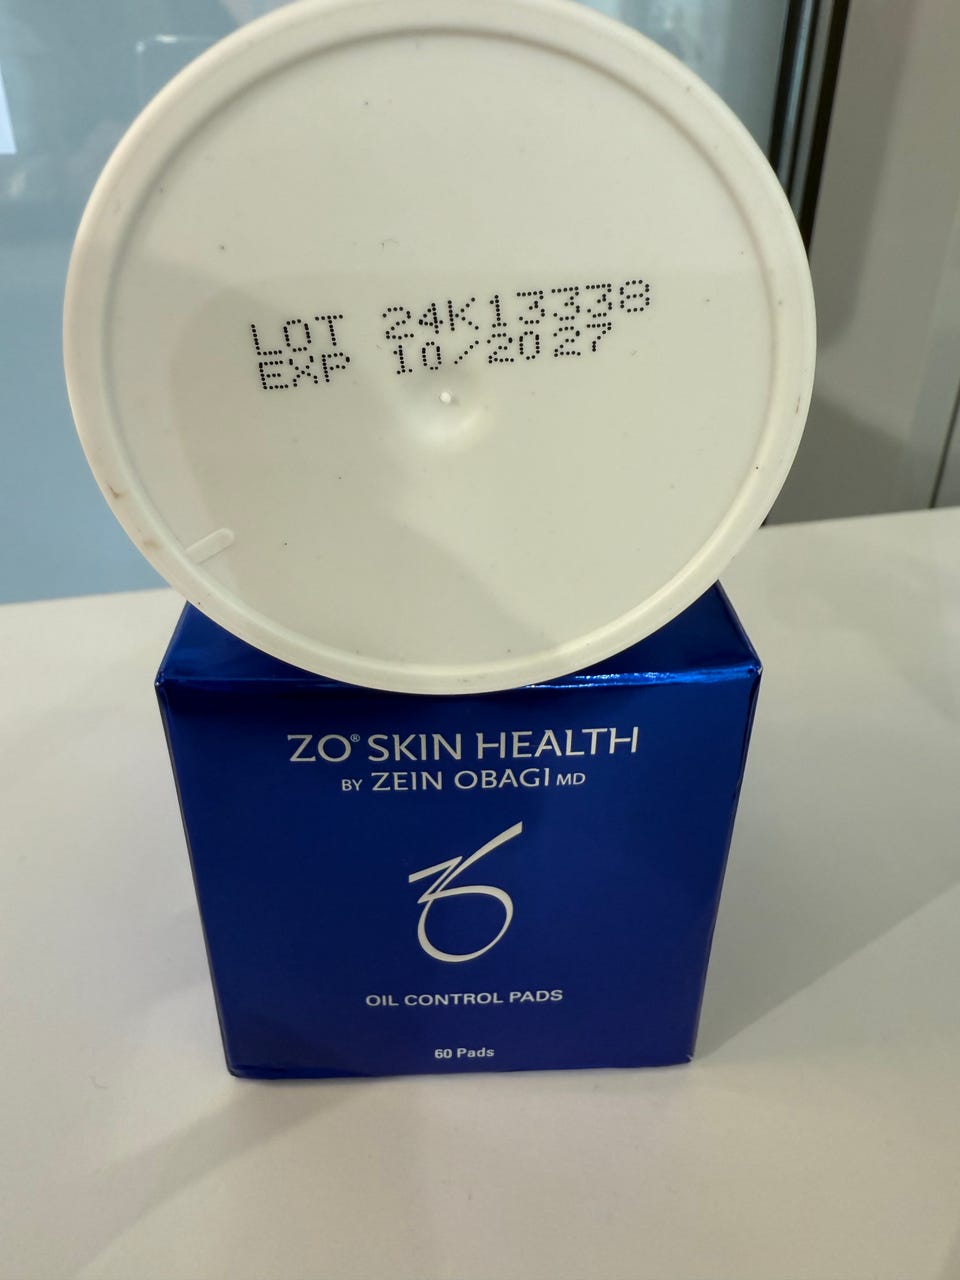 LOT 24K13338
EXP 10/2027
ZO® SKIN HEALTH
BY ZEIN OBAGI MD
OIL CONTROL PADS
60 Pads